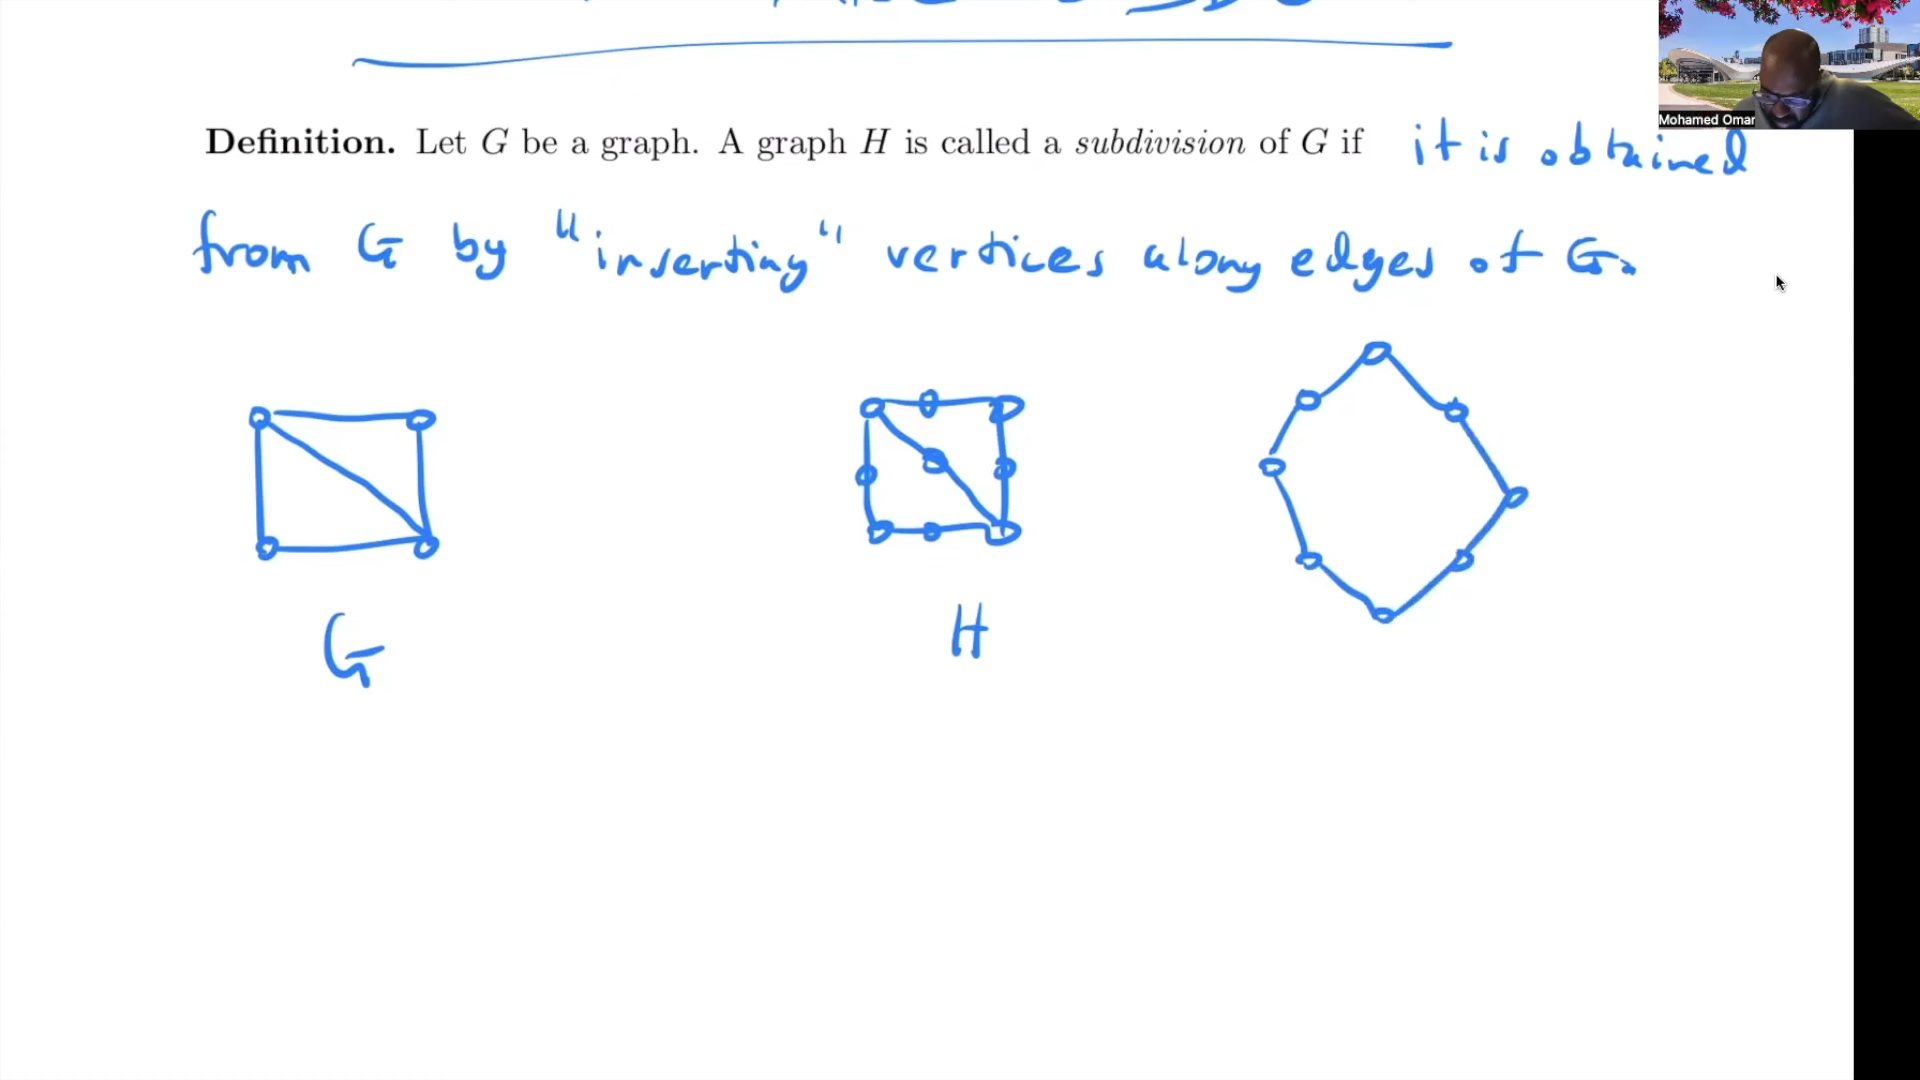 Mohamed Omar
Definition. Let G be a graph. A graph H is called a subdivision of G if it is obtained
from G by "inserting" vertices along edges of G.
G
H